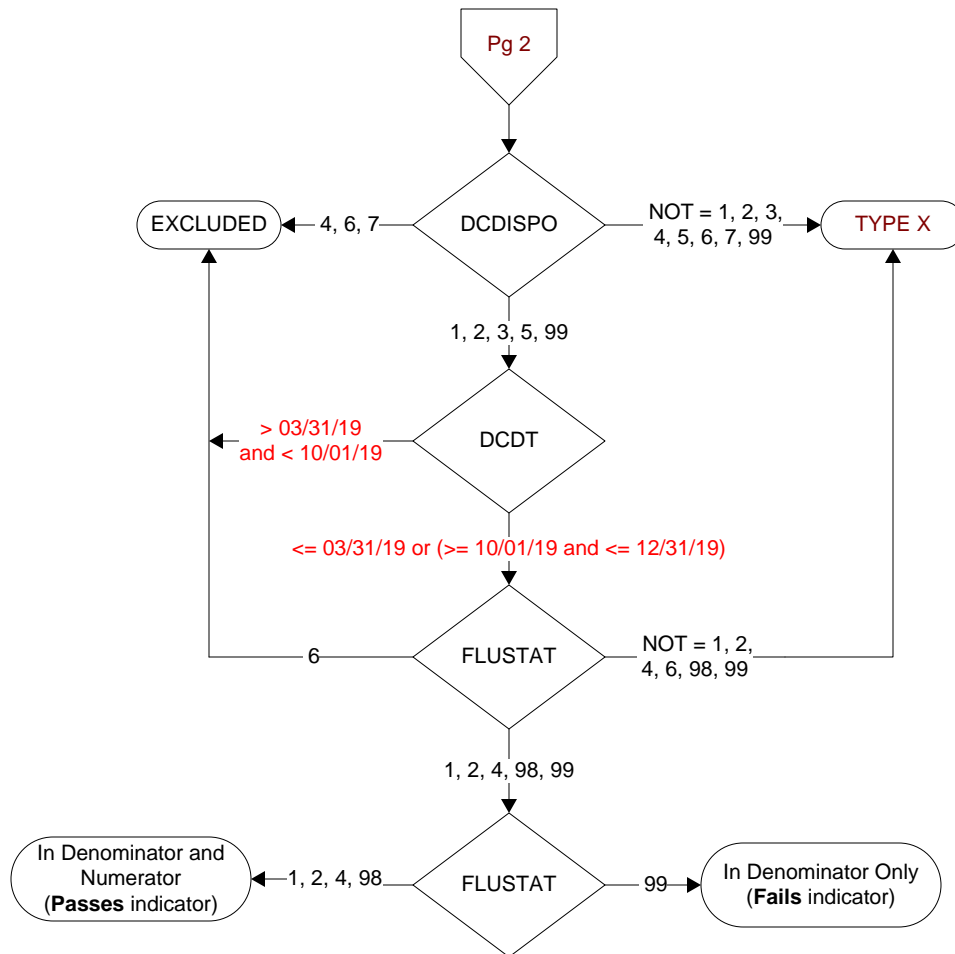 Pg 2
EXCLUDED
4, 6, 7
DCDISPO
NOT = 1, 2, 3,
4, 5, 6, 7, 99
TYPE X
1, 2, 3, 5, 99
> 03/31/19
and < 10/01/19
DCDT
<= 03/31/19 or (>= 10/01/19 and <= 12/31/19)
6
FLUSTAT
NOT = 1, 2,
4, 6, 98, 99
1, 2, 4, 98, 99
In Denominator and
Numerator
(Passes indicator)
1, 2, 4, 98
FLUSTAT
99
In Denominator Only
(Fails indicator)